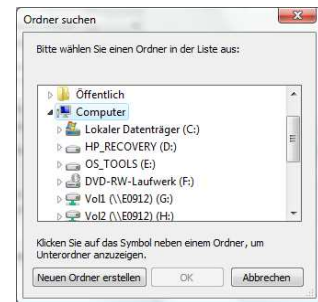 Ordner suchen
Bitte wählen Sie einen Ordner in der Liste aus:
Öffentlich
Computer
Lokaler Datenträger (C:)
HP_RECOVERY (D:)
OS_TOOLS (E:)
DVD-RW-Laufwerk (F:)
Vol1 (\\E0912) (G:)
Vol2 (\\E0912) (H:)
Klicken Sie auf das Symbol neben einem Ordner, um
Unterordner anzuzeigen.
Neuen Ordner erstellen OK Abbrechen